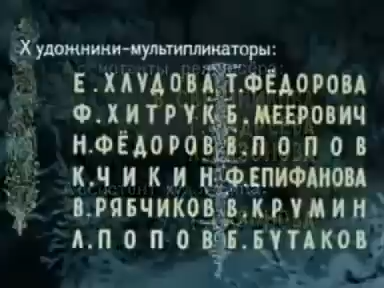 Художники-мультипликаторы:
Е.ХЛУДОВА Т.ФЁДОРОВА
Ф.ХИТРУК Б.МЕЕРОВИЧ
Н.ФЁДОРОВ В.ПОПОВ
К.ЧИКИН Ф.ЕПИФАНОВА
В.РЯБЧИКОВ В.КРУМИН
Л.ПОПОВ Б.БУТАКОВ